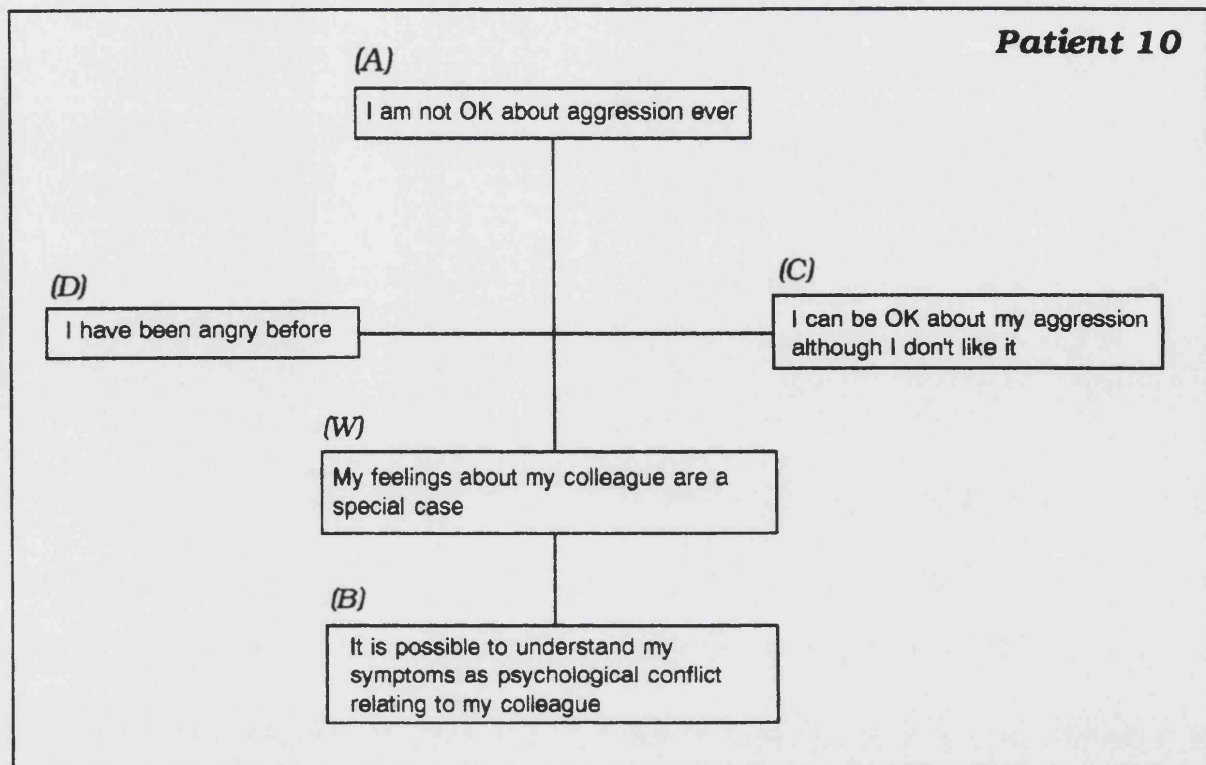 Patient 10
(A)
I am not OK about aggression ever
(D)
I have been angry before
(C)
I can be OK about my aggression
although I don't like it
(W)
My feelings about my colleague are a
special case
(B)
It is possible to understand my
symptoms as psychological conflict
relating to my colleague